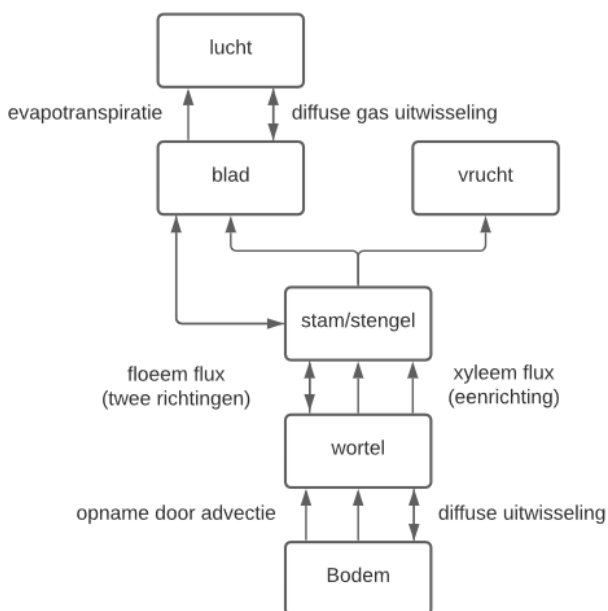 lucht
evapotranspiratie
diffuse gas uitwisseling
blad
vrucht
stam/stengel
floeem flux
(twee richtingen)
xyleem flux
(eenrichting)
wortel
opname door advectie
diffuse uitwisseling
Bodem